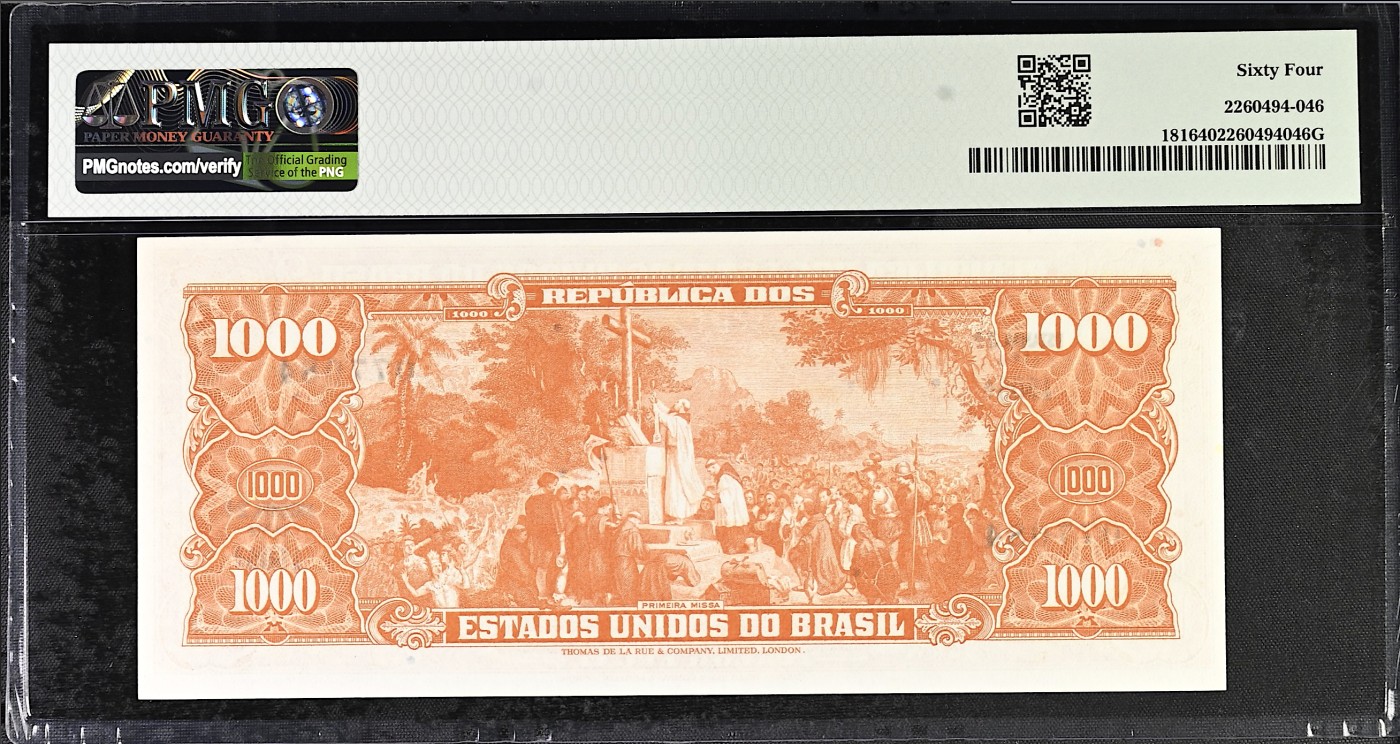 PMG
PAPER MONEY GUARANTY
PMGnotes.com/verify
The Official Grading
Service of the PNG
Sixty Four
2260494-046
1816402260494046G
REPÚBLICA DOS
1000 1000
1000 1000
1000 1000
1000 1000
PRIMEIRA MISSA
ESTADOS UNIDOS DO BRASIL
THOMAS DE LA RUE & COMPANY, LIMITED, LONDON.